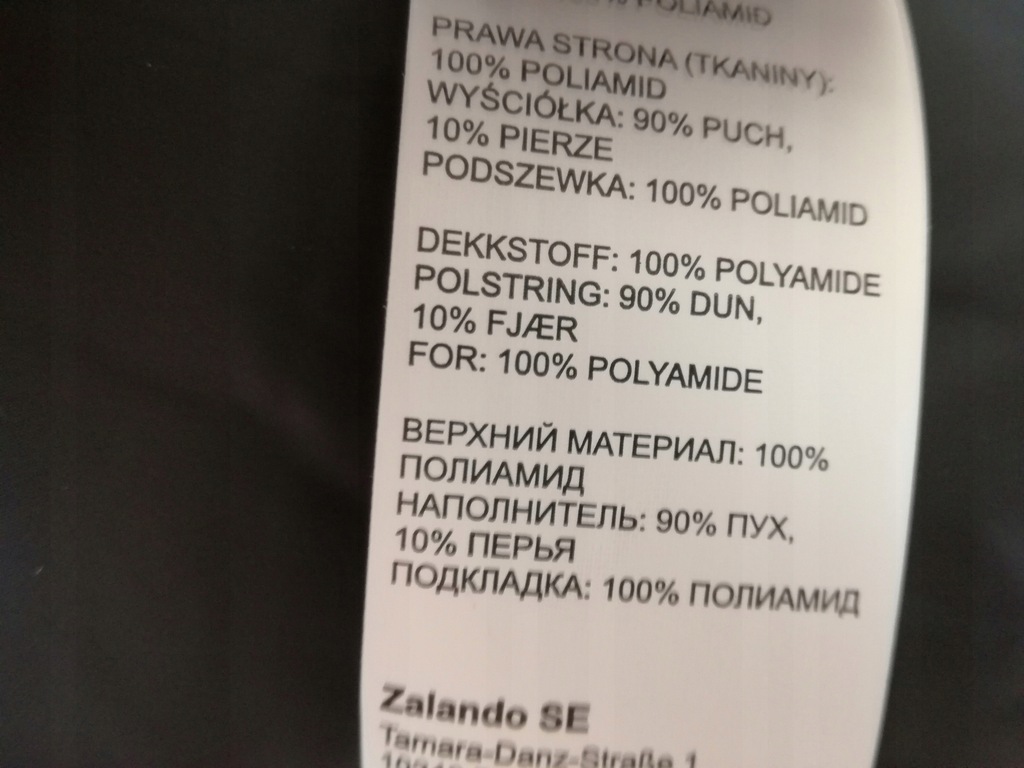 POLIAMID
PRAWA STRONA (TKANINY):
100% POLIAMID
WYŚCIÓŁKA: 90% PUCH,
10% PIERZE
PODSZEWKA: 100% POLIAMID
DEKKSTOFF: 100% POLYAMIDE
POLSTRING: 90% DUN,
10% FJÆR
FOR: 100% POLYAMIDE
ВЕРХНИЙ МАТЕРИАЛ: 100%
ПОЛИАМИД
НАПОЛНИТЕЛЬ: 90% ПУХ,
10% ПЕРЬЯ
ПОДКЛАДКА: 100% ПОЛИАМИД
Zalando SE
Tamara-Danz-Straße 1